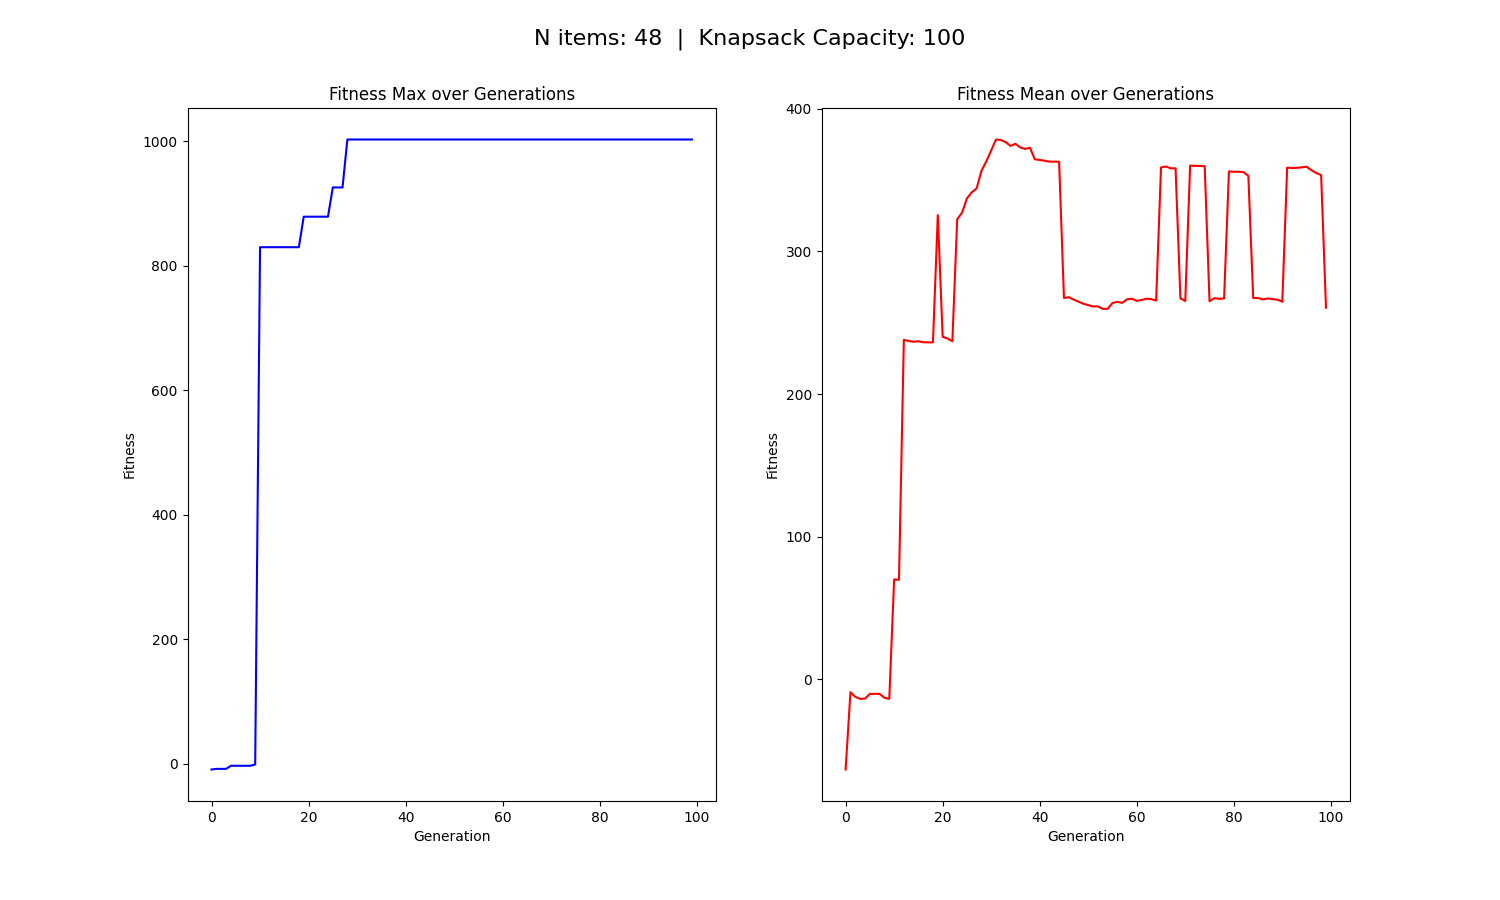 N items: 48 | Knapsack Capacity: 100
Fitness Max over Generations
1000
800
600
400
200
0
Fitness
0 20 40 60 80 100
Generation
Fitness Mean over Generations
400
300
200
100
0
Fitness
0 20 40 60 80 100
Generation